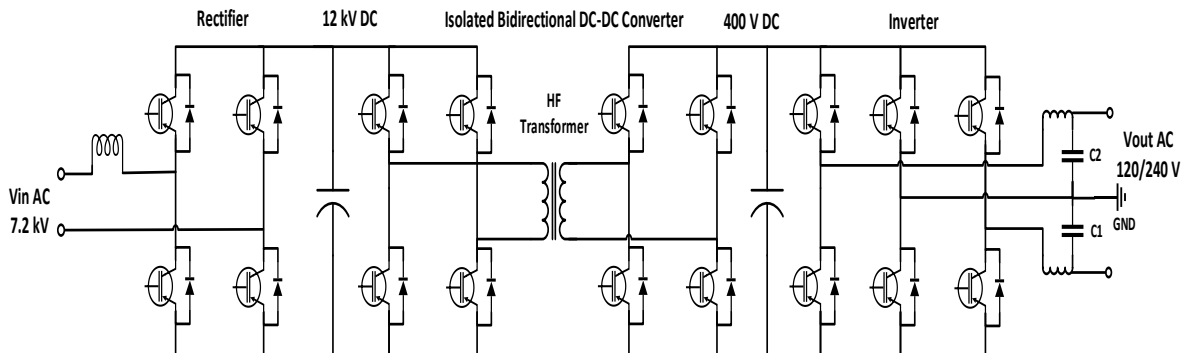 Rectifier
12 kV DC
Isolated Bidirectional DC-DC Converter
400 V DC
Inverter
HF
Transformer
Vin AC
7.2 kV
C2
Vout AC
120/240 V
GND
C1